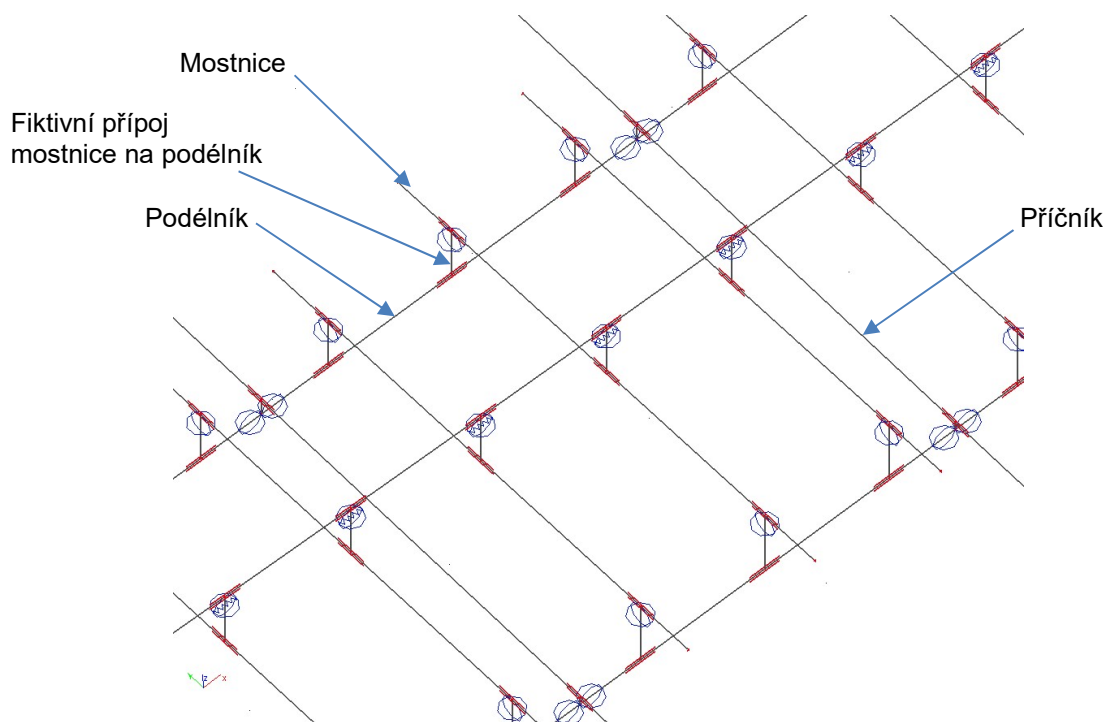 Mostnice
Fiktivní přípoj
mostnice na podélník
Podélník
Příčník
z
x